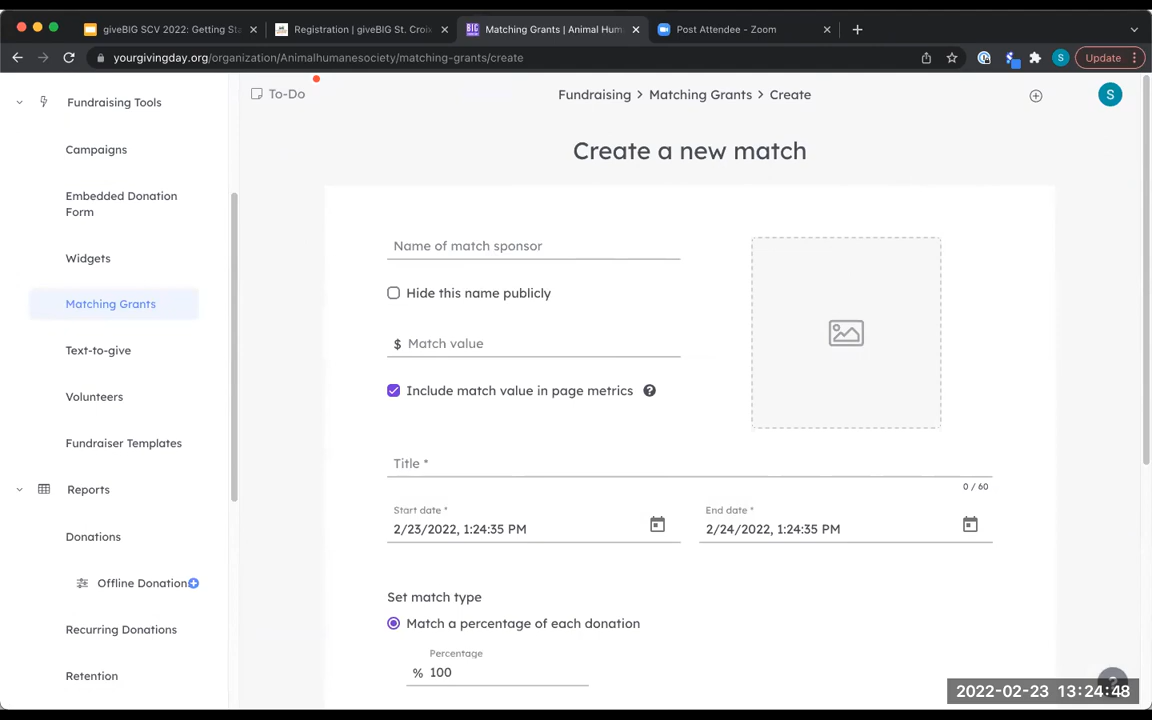 giveBIG SCV 2022: Getting Sta
Registration | giveBIG St. Croix
BIG
Matching Grants | Animal Hum
Post Attendee - Zoom
yourgivingday.org/organization/Animalhumanesociety/matching-grants/create
S
Update
Fundraising Tools
To-Do
Fundraising > Matching Grants > Create
S
Campaigns
Embedded Donation
Form
Widgets
Matching Grants
Text-to-give
Volunteers
Fundraiser Templates
Reports
Donations
Offline Donation
Recurring Donations
Retention
Create a new match
Name of match sponsor
Hide this name publicly
$ Match value
Include match value in page metrics ?
Title *
0 / 60
Start date *
2/23/2022, 1:24:35 PM
End date *
2/24/2022, 1:24:35 PM
Set match type
Match a percentage of each donation
Percentage
% 100
?
2022-02-23 13:24:48